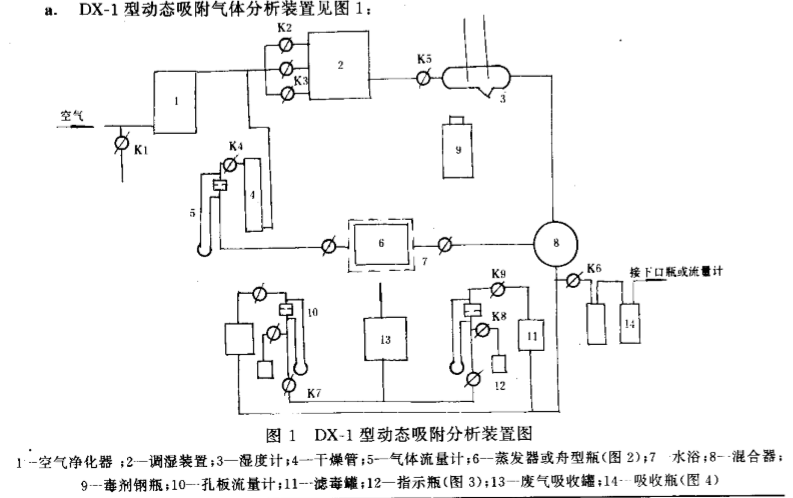 a. DX-1 型动态吸附气体分析装置见图 1:
K2
2
K5
K3
3
1
空气
K1
K4
9
4
5
6
7
8
K6
接下口瓶或流量计
K9
10
K8
14
13
11
12
K7
图 1 DX-1 型动态吸附分析装置图
1—空气净化器;2—调湿装置;3—湿度计;4—干燥管;5—气体流量计;6—蒸发器或舟型瓶(图 2);7—水浴;8—混合器;
9—毒剂钢瓶;10—孔板流量计;11—滤毒罐;12—指示瓶(图 3);13—废气吸收罐;14—吸收瓶(图 4)